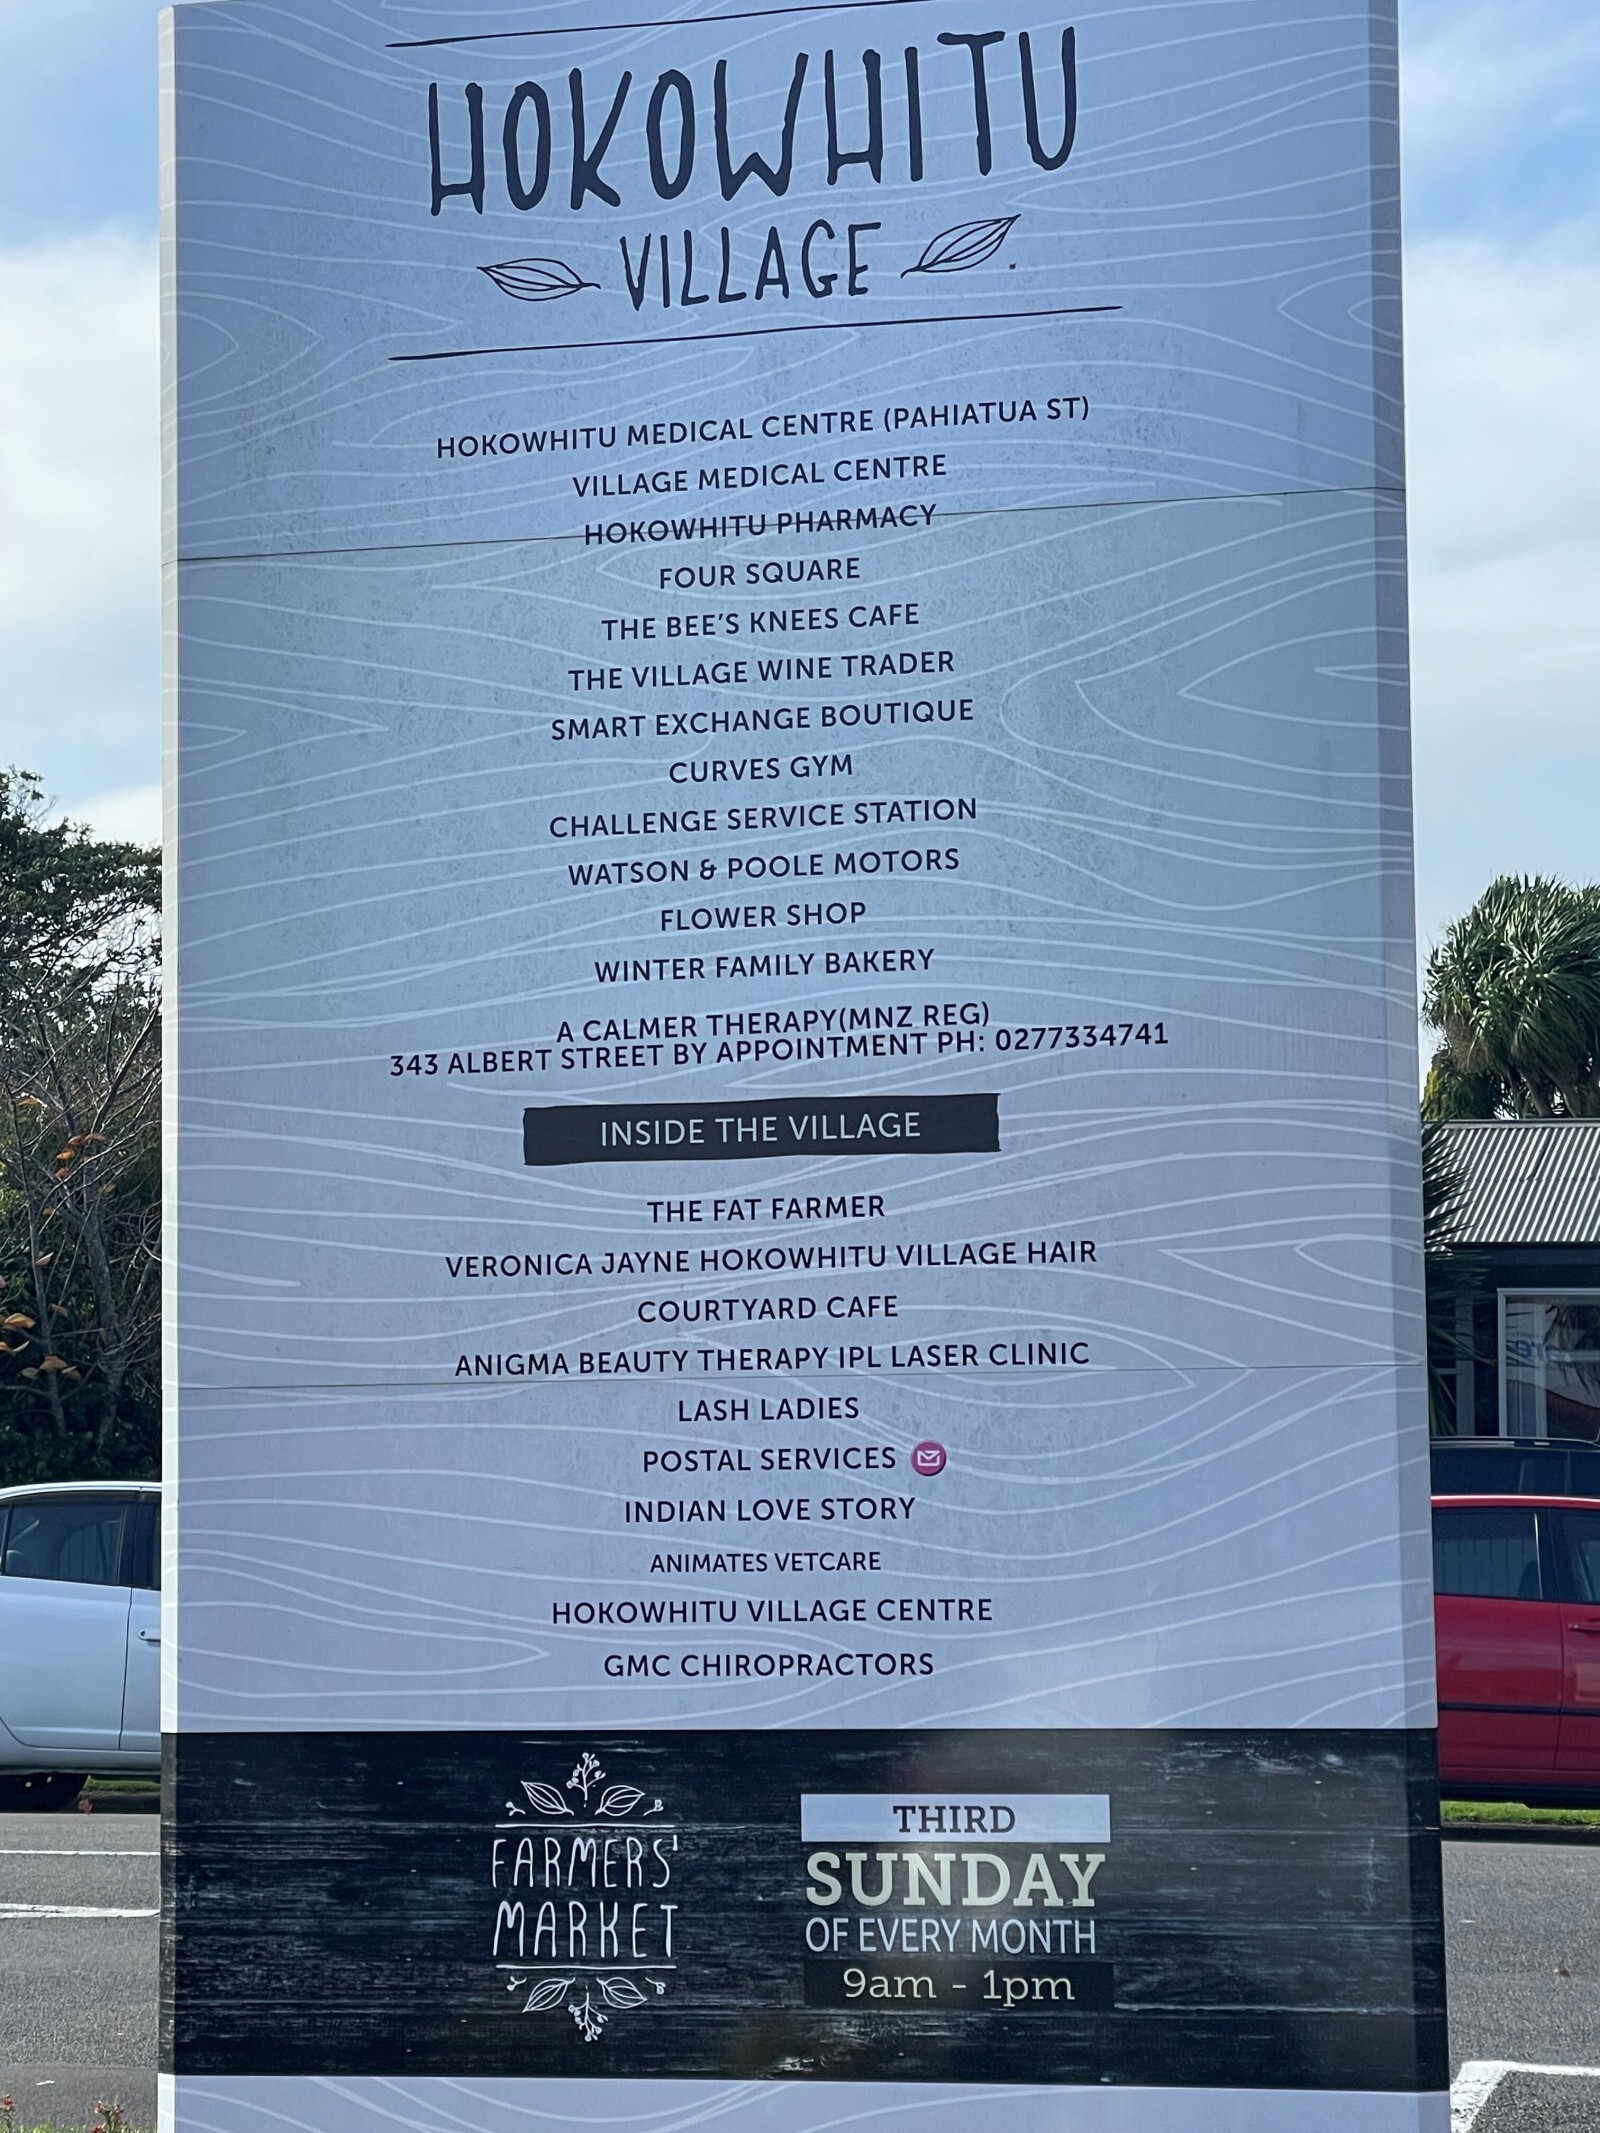 HOKOWHITU
VILLAGE
HOKOWHITU MEDICAL CENTRE (PAHIATUA ST)
VILLAGE MEDICAL CENTRE
HOKOWHITU PHARMACY
FOUR SQUARE
THE BEE'S KNEES CAFE
THE VILLAGE WINE TRADER
SMART EXCHANGE BOUTIQUE
CURVES GYM
CHALLENGE SERVICE STATION
WATSON & POOLE MOTORS
FLOWER SHOP
WINTER FAMILY BAKERY
A CALMER THERAPY(MNZ REG)
343 ALBERT STREET BY APPOINTMENT PH: 0277334741
INSIDE THE VILLAGE
THE FAT FARMER
VERONICA JAYNE HOKOWHITU VILLAGE HAIR
COURTYARD CAFE
ANIGMA BEAUTY THERAPY IPL LASER CLINIC
LASH LADIES
POSTAL SERVICES
INDIAN LOVE STORY
ANIMATES VETCARE
HOKOWHITU VILLAGE CENTRE
GMC CHIROPRACTORS
FARMERS'
MARKET
THIRD
SUNDAY
OF EVERY MONTH
9am - 1pm